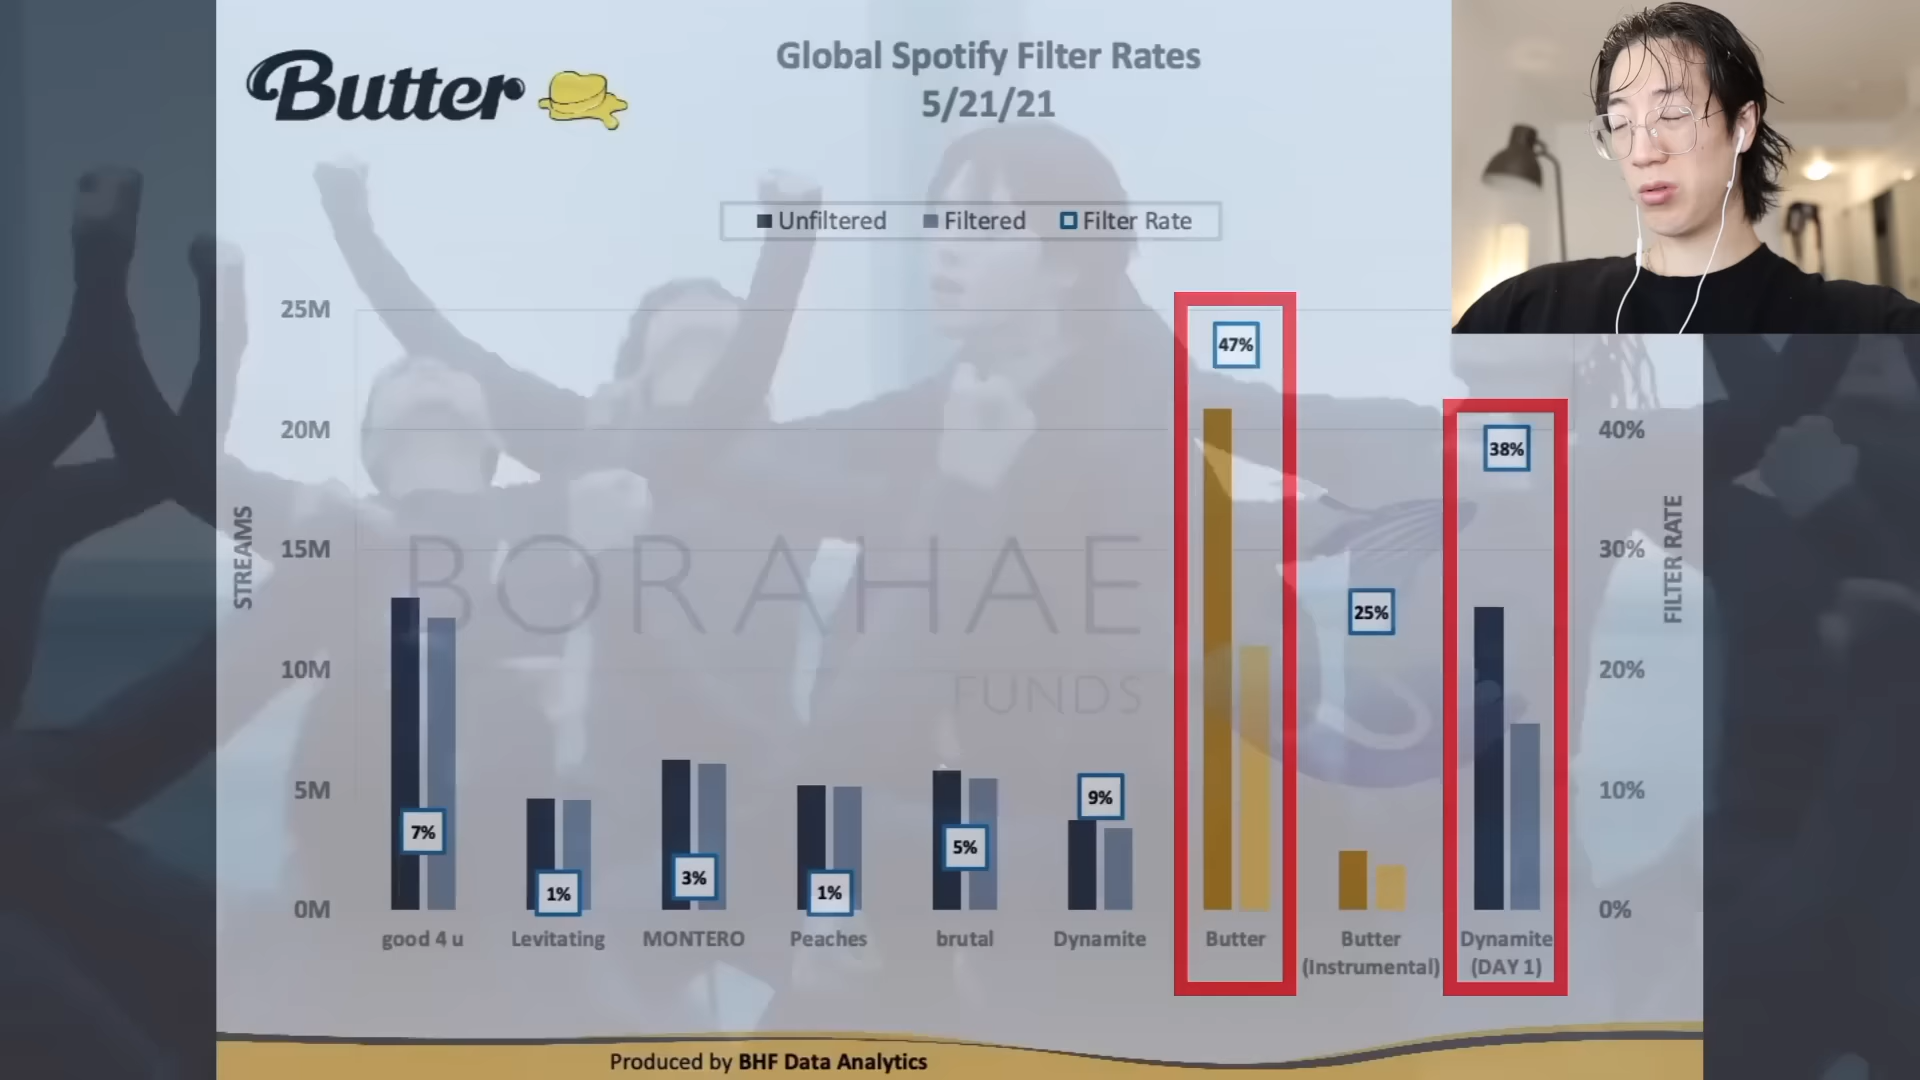 Butter
Global Spotify Filter Rates
5/21/21
Unfiltered
Filtered
Filter Rate
25M
20M
15M
10M
5M
0M
STREAMS
40%
30%
20%
10%
0%
FILTER RATE
47%
38%
25%
9%
7%
1%
3%
1%
5%
BORAHAE
FUNDS
good 4 u
Levitating
MONTERO
Peaches
brutal
Dynamite
Butter
Butter
(Instrumental)
Dynamite
(DAY 1)
Produced by BHF Data Analytics